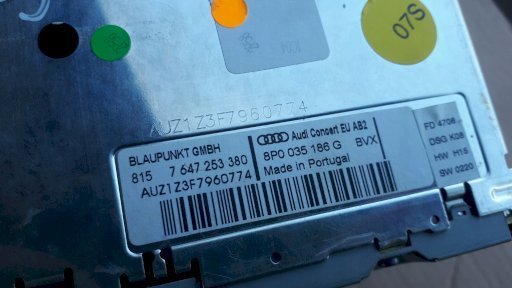 07S
AUZ1Z3F7960774
BLAUPUNKT GMBH
815 7 647 253 380
AUZ1Z3F7960774
Audi Concert EU AB2
8P0 035 186 G BVX
Made in Portugal
FD 4708
DSG K08
HW H15
SW 0220